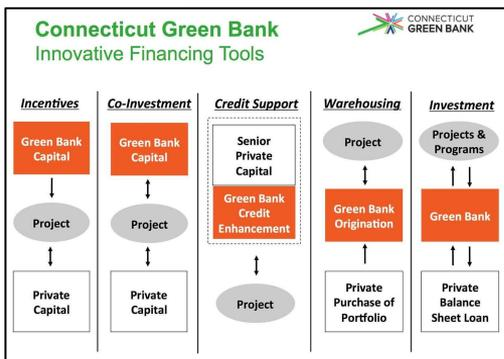 Connecticut Green Bank
Innovative Financing Tools
CONNECTICUT
GREEN BANK
Incentives
Green Bank
Capital
Project
Private
Capital
Co-Investment
Green Bank
Capital
Project
Private
Capital
Credit Support
Senior
Private
Capital
Green Bank
Credit
Enhancement
Project
Warehousing
Project
Green Bank
Origination
Private
Purchase of
Portfolio
Investment
Projects &
Programs
Green Bank
Private
Balance
Sheet Loan